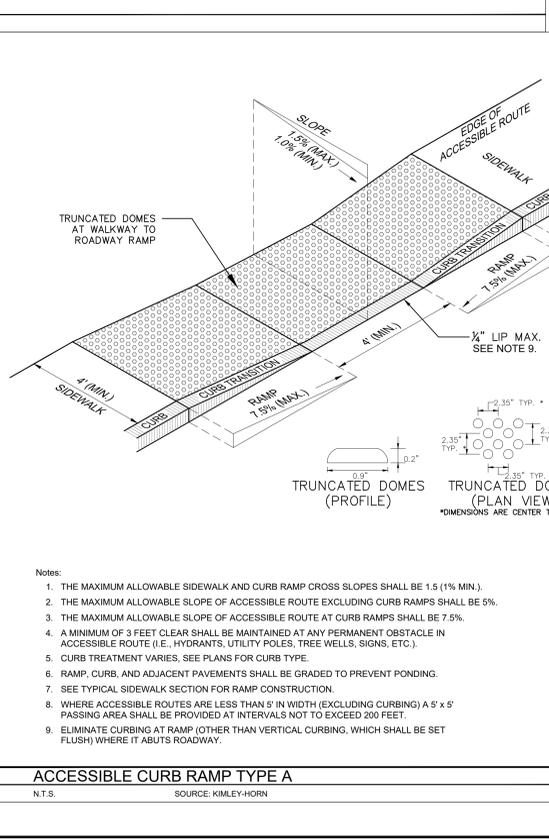 SLOPE
1.5% (MAX.)
1.0% (MIN.)
EDGE OF
ACCESSIBLE ROUTE
SIDEWALK
TRUNCATED DOMES
AT WALKWAY TO
ROADWAY RAMP
CURB TRANSITION
RAMP
7.5% (MAX.)
4' (MIN.)
¼" LIP MAX.
SEE NOTE 9.
4' (MIN.)
SIDEWALK
CURB
CURB TRANSITION
RAMP
7.5% (MAX.)
0.2"
0.9"
TRUNCATED DOMES
(PROFILE)
2.35" TYP. *
2.35"
TYP. *
2.35" TYP.
TRUNCATED
(PLAN VIEW
*DIMENSIONS ARE CENTER
Notes:
1. THE MAXIMUM ALLOWABLE SIDEWALK AND CURB RAMP CROSS SLOPES SHALL BE 1.5 (1% MIN.).
2. THE MAXIMUM ALLOWABLE SLOPE OF ACCESSIBLE ROUTE EXCLUDING CURB RAMPS SHALL BE 5%.
3. THE MAXIMUM ALLOWABLE SLOPE OF ACCESSIBLE ROUTE AT CURB RAMPS SHALL BE 7.5%.
4. A MINIMUM OF 3 FEET CLEAR SHALL BE MAINTAINED AT ANY PERMANENT OBSTACLE IN
ACCESSIBLE ROUTE (I.E., HYDRANTS, UTILITY POLES, TREE WELLS, SIGNS, ETC.).
5. CURB TREATMENT VARIES, SEE PLANS FOR CURB TYPE.
6. RAMP, CURB, AND ADJACENT PAVEMENTS SHALL BE GRADED TO PREVENT PONDING.
7. SEE TYPICAL SIDEWALK SECTION FOR RAMP CONSTRUCTION.
8. WHERE ACCESSIBLE ROUTES ARE LESS THAN 5' IN WIDTH (EXCLUDING CURBING) A 5' x 5'
PASSING AREA SHALL BE PROVIDED AT INTERVALS NOT TO EXCEED 200 FEET.
9. ELIMINATE CURBING AT RAMP (OTHER THAN VERTICAL CURBING, WHICH SHALL BE SET
FLUSH) WHERE IT ABUTS ROADWAY.
ACCESSIBLE CURB RAMP TYPE A
N.T.S. SOURCE: KIMLEY-HORN